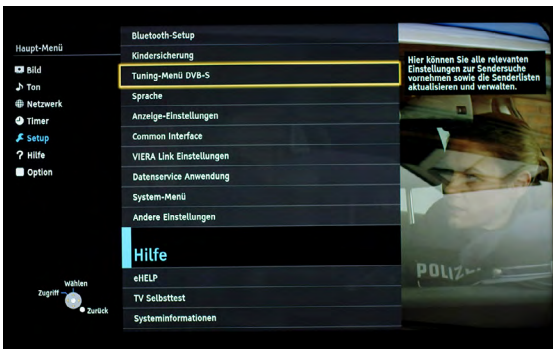 Haupt-Menü
Bild
Ton
Netzwerk
Timer
Setup
? Hilfe
Option
Wählen
Zugriff
Zurück
Bluetooth-Setup
Kindersicherung
Tuning-Menü DVB-S
Sprache
Anzeige-Einstellungen
Common Interface
VIERA Link Einstellungen
Datenservice Anwendung
System-Menü
Andere Einstellungen
Hilfe
eHELP
TV Selbsttest
Systeminformationen
Hier können Sie alle relevanten
Einstellungen zur Sendersuche
vornehmen sowie die Senderlisten
aktualisieren und verwalten.